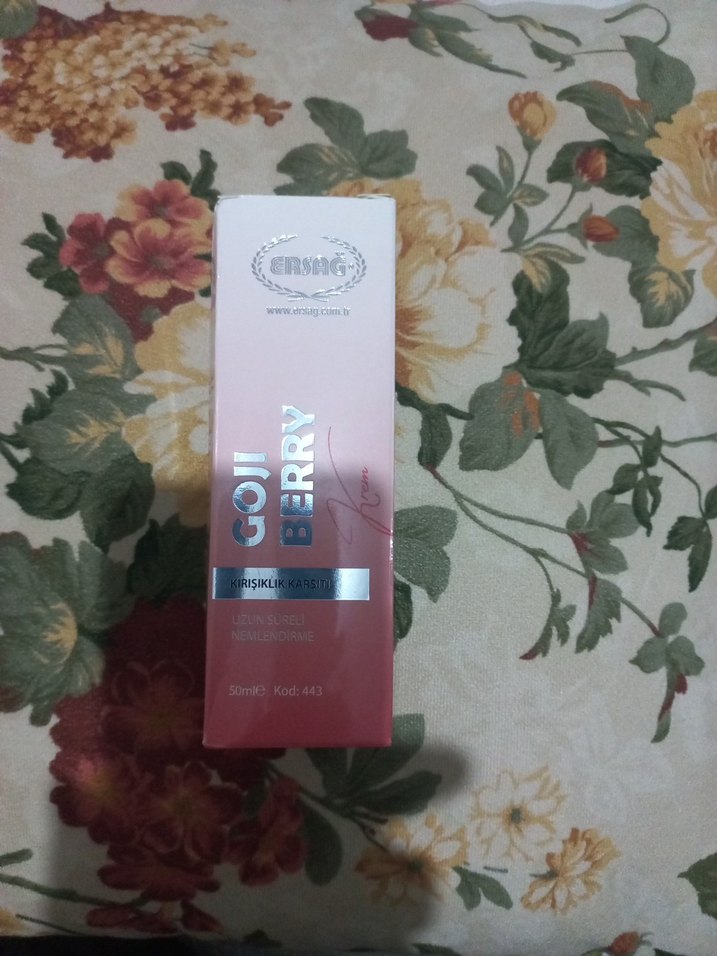 ERSAĞ
www.ersag.com.tr
GOJI
BERRY
Krem
KIRIŞIKLIK KARŞITI
UZUN SÜRELİ
NEMLENDİRME
50ml℮ Kod: 443